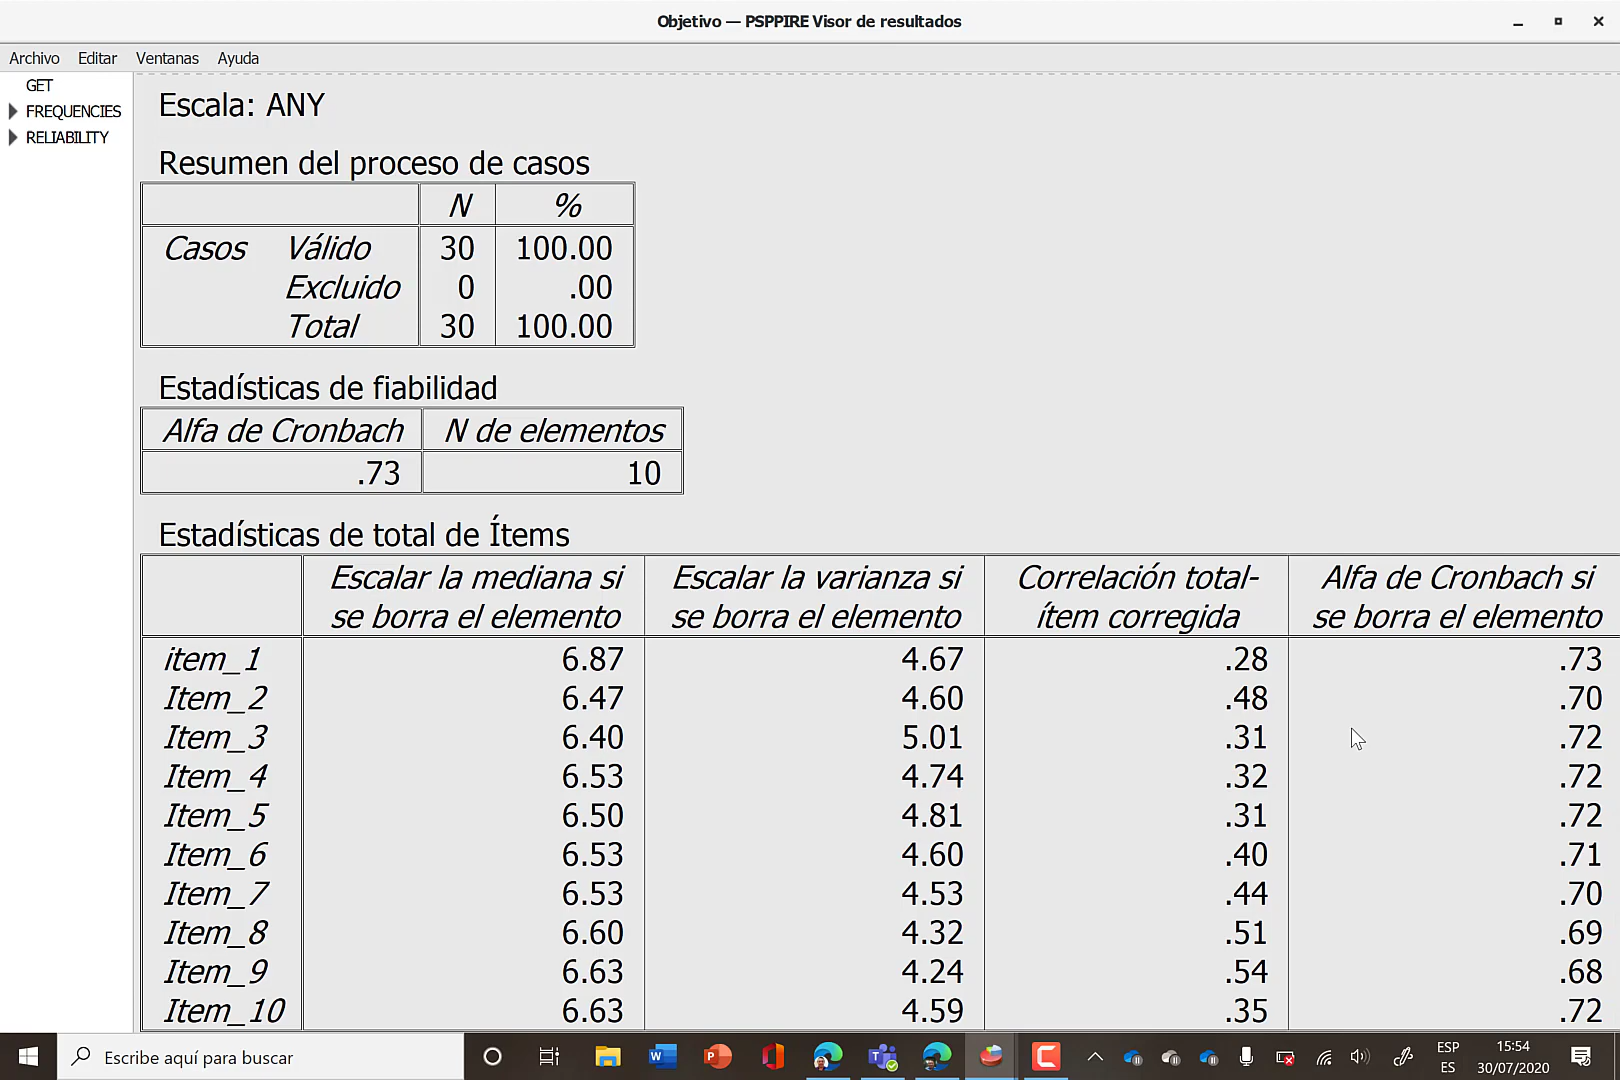 Objetivo — PSPPIRE Visor de resultados
Archivo Editar Ventanas Ayuda
GET
FREQUENCIES
RELIABILITY
Escala: ANY
Resumen del proceso de casos
N %
Casos Válido 30 100.00
Excluido 0 .00
Total 30 100.00
Estadísticas de fiabilidad
Alfa de Cronbach N de elementos
.73 10
Estadísticas de total de Ítems
Escalar la mediana si se borra el elemento Escalar la varianza si se borra el elemento Correlación total-ítem corregida Alfa de Cronbach si se borra el elemento
item_1 6.87 4.67 .28 .73
Item_2 6.47 4.60 .48 .70
Item_3 6.40 5.01 .31 .72
Item_4 6.53 4.74 .32 .72
Item_5 6.50 4.81 .31 .72
Item_6 6.53 4.60 .40 .71
Item_7 6.53 4.53 .44 .70
Item_8 6.60 4.32 .51 .69
Item_9 6.63 4.24 .54 .68
Item_10 6.63 4.59 .35 .72
Escribe aquí para buscar
ESP
ES
15:54
30/07/2020